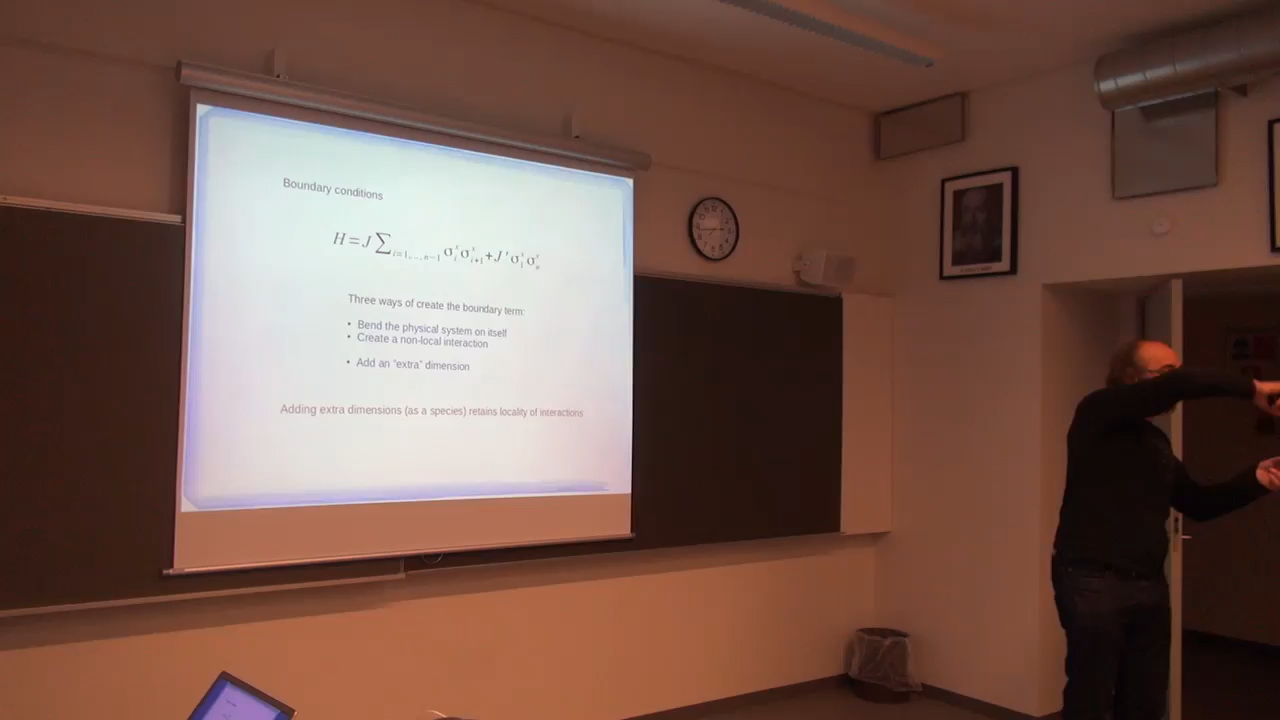 Boundary conditions
H=J∑i=1,...,n−1 σᵢˣσᵢ₊₁ˣ+J'σ₁ˣσₙˣ
Three ways of create the boundary term:
• Bend the physical system on itself
• Create a non-local interaction
• Add an “extra” dimension
Adding extra dimensions (as a species) retains locality of interactions